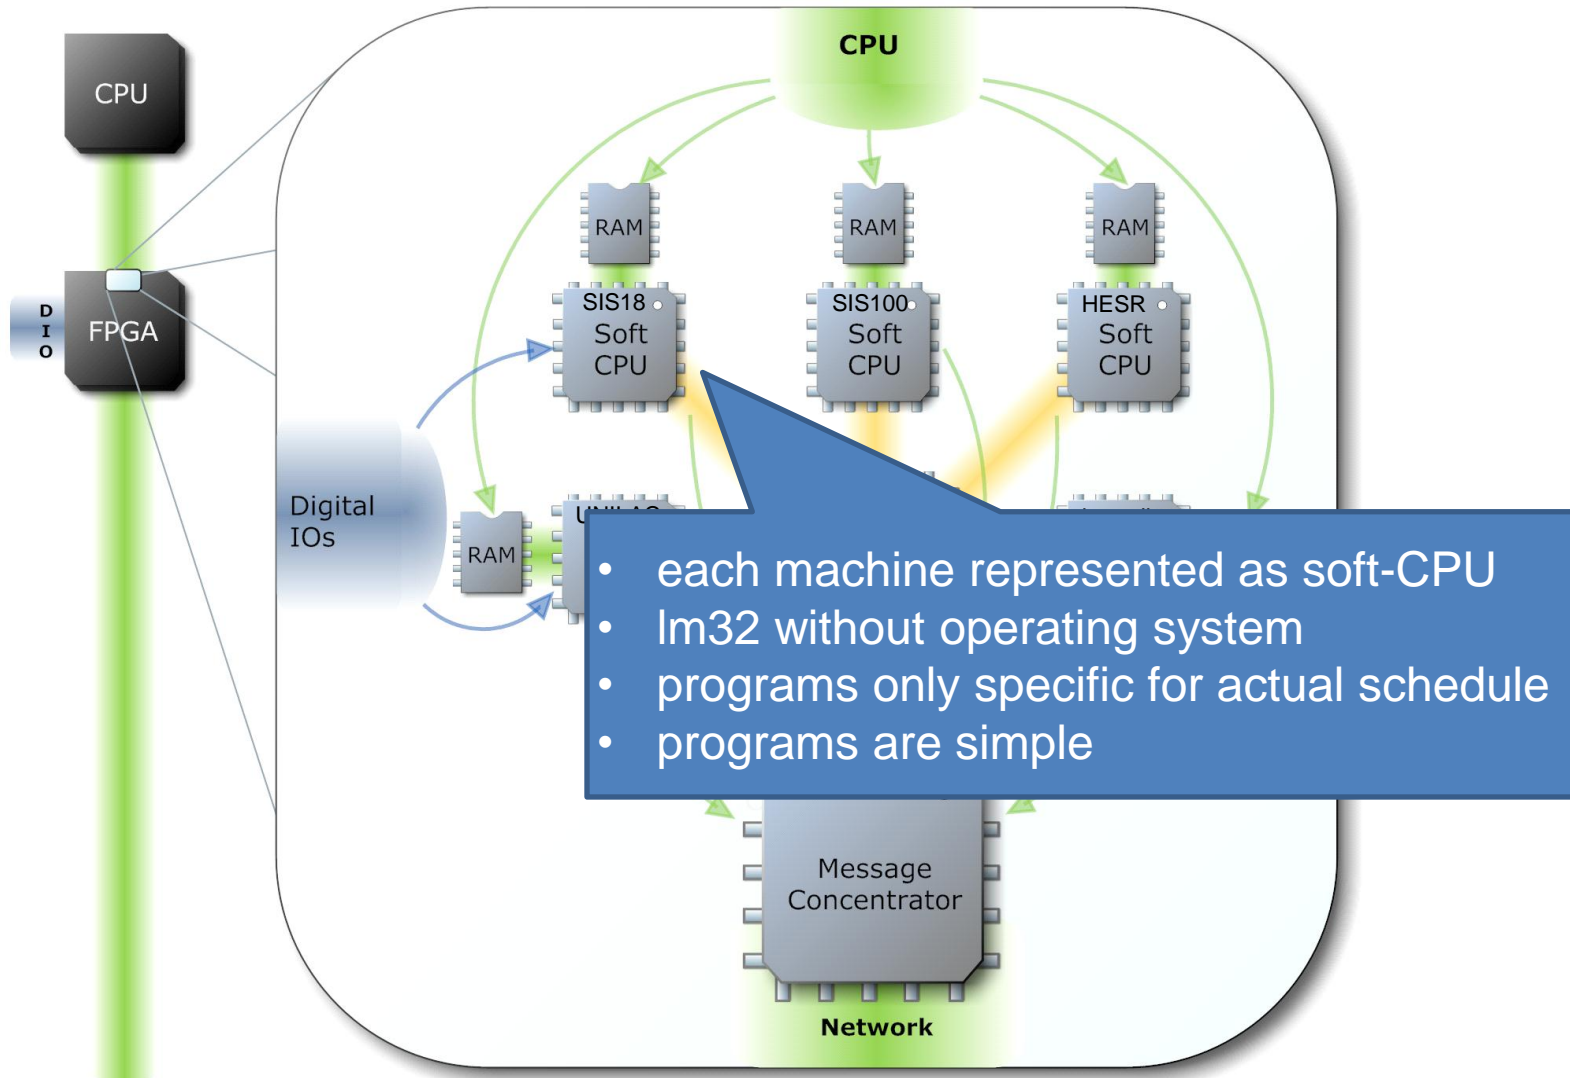 CPU
CPU
RAM
RAM
RAM
SIS18
Soft
CPU
SIS100
Soft
CPU
HESR
Soft
CPU
D
I
O
FPGA
Digital
IOs
RAM
• each machine represented as soft-CPU
• lm32 without operating system
• programs only specific for actual schedule
• programs are simple
Message
Concentrator
Network